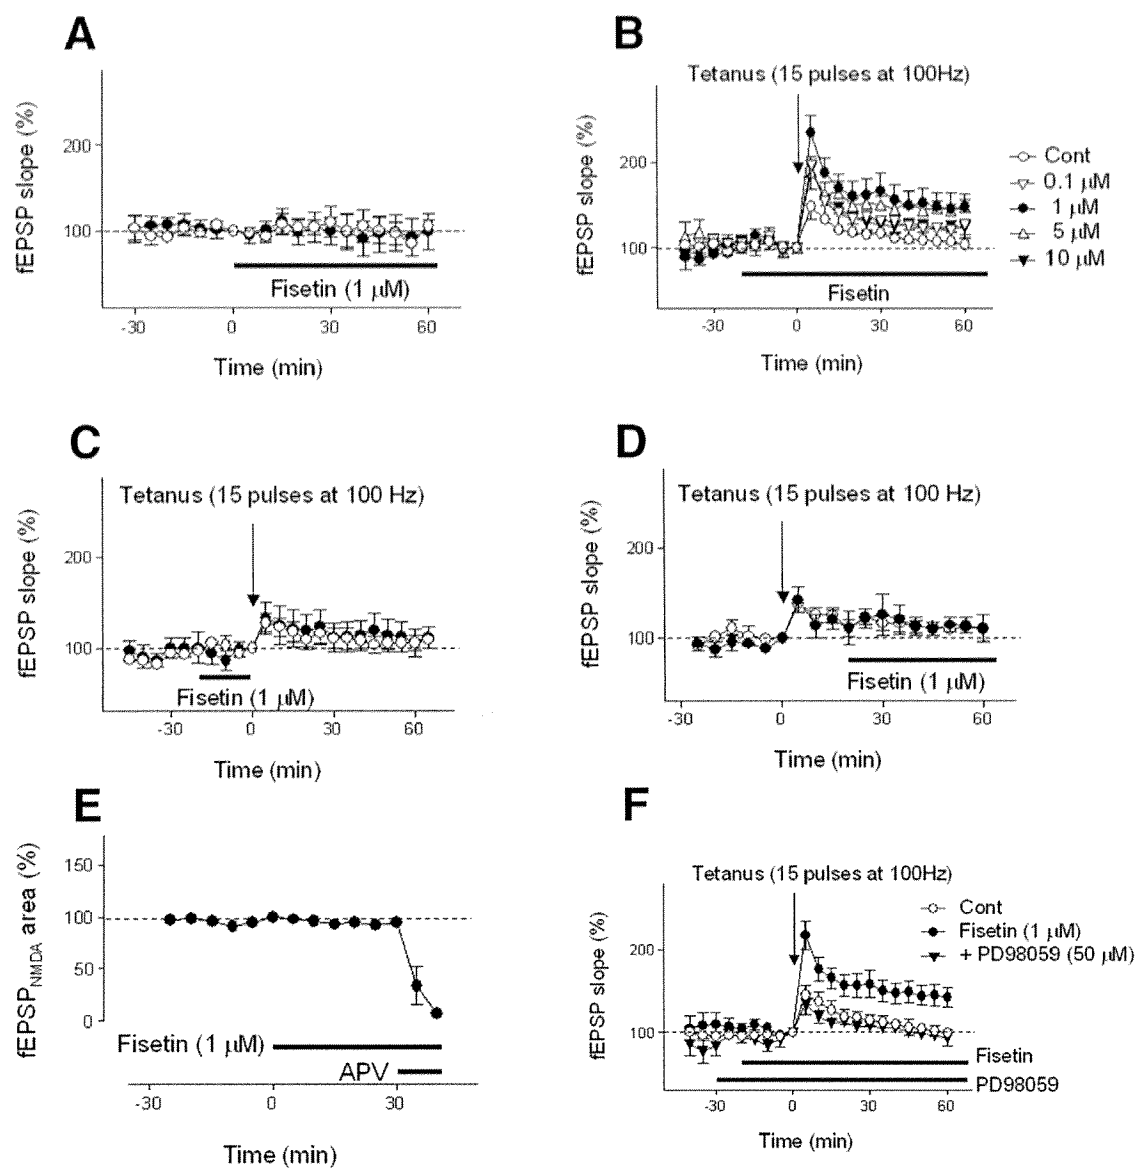 A
fEPSP slope (%)
200
100
Fisetin (1 μM)
-30 0 30 60
Time (min)
B
Tetanus (15 pulses at 100Hz)
fEPSP slope (%)
200
100
Cont
0.1 μM
1 μM
5 μM
10 μM
Fisetin
-30 0 30 60
Time (min)
C
Tetanus (15 pulses at 100 Hz)
fEPSP slope (%)
200
100
Fisetin (1 μM)
-30 0 30 60
Time (min)
D
Tetanus (15 pulses at 100 Hz)
fEPSP slope (%)
200
100
Fisetin (1 μM)
-30 0 30 60
Time (min)
E
fEPSP NMDA area (%)
150
100
50
0
Fisetin (1 μM)
APV
-30 0 30
Time (min)
F
Tetanus (15 pulses at 100Hz)
fEPSP slope (%)
Cont
Fisetin (1 μM)
+ PD98059 (50 μM)
200
100
Fisetin
PD98059
-30 0 30 60
Time (min)